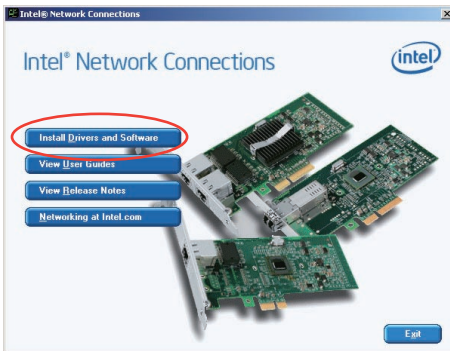 Intel® Network Connections
Intel® Network Connections
intel
Install Drivers and Software
View User Guides
View Release Notes
Networking at Intel.com
Exit